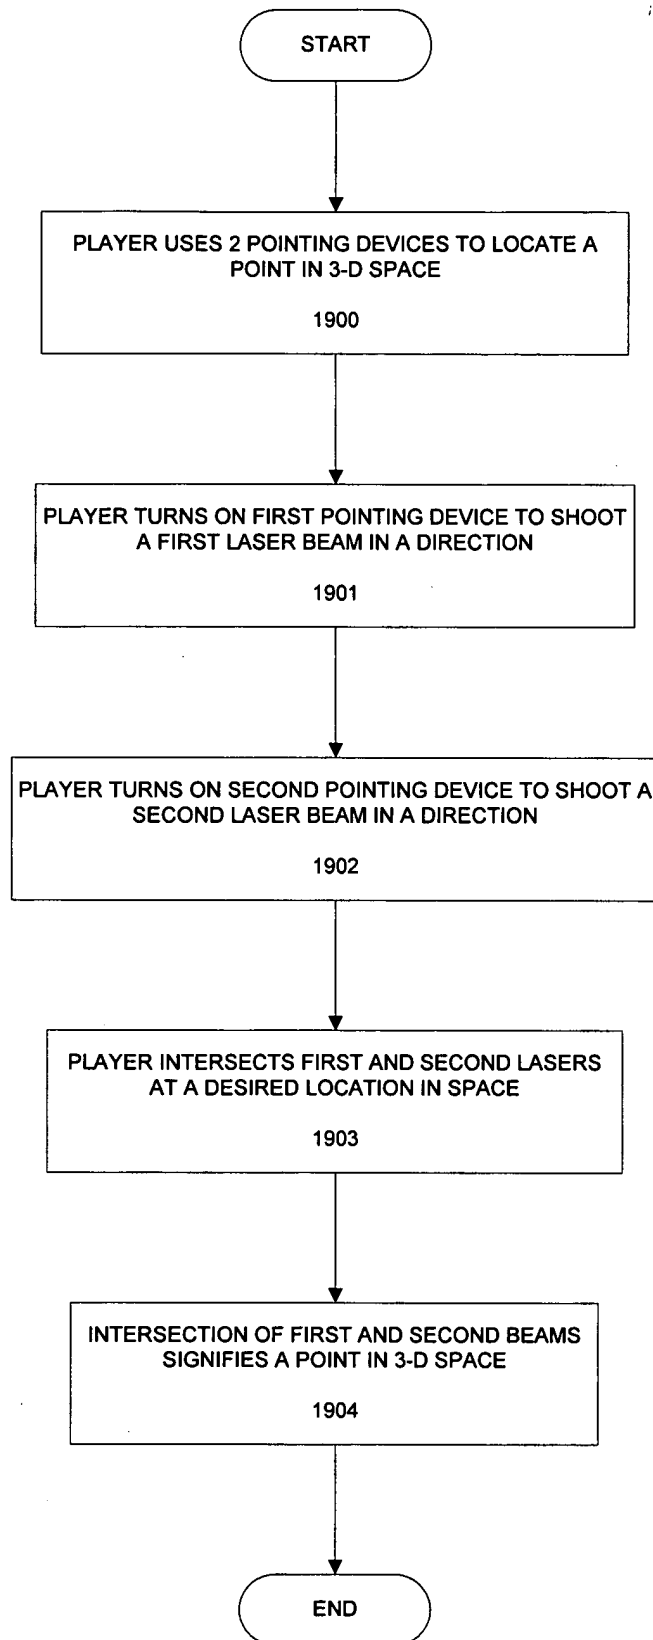 START
PLAYER USES 2 POINTING DEVICES TO LOCATE A
POINT IN 3-D SPACE
1900
PLAYER TURNS ON FIRST POINTING DEVICE TO SHOOT
A FIRST LASER BEAM IN A DIRECTION
1901
PLAYER TURNS ON SECOND POINTING DEVICE TO SHOOT A
SECOND LASER BEAM IN A DIRECTION
1902
PLAYER INTERSECTS FIRST AND SECOND LASERS
AT A DESIRED LOCATION IN SPACE
1903
INTERSECTION OF FIRST AND SECOND BEAMS
SIGNIFIES A POINT IN 3-D SPACE
1904
END